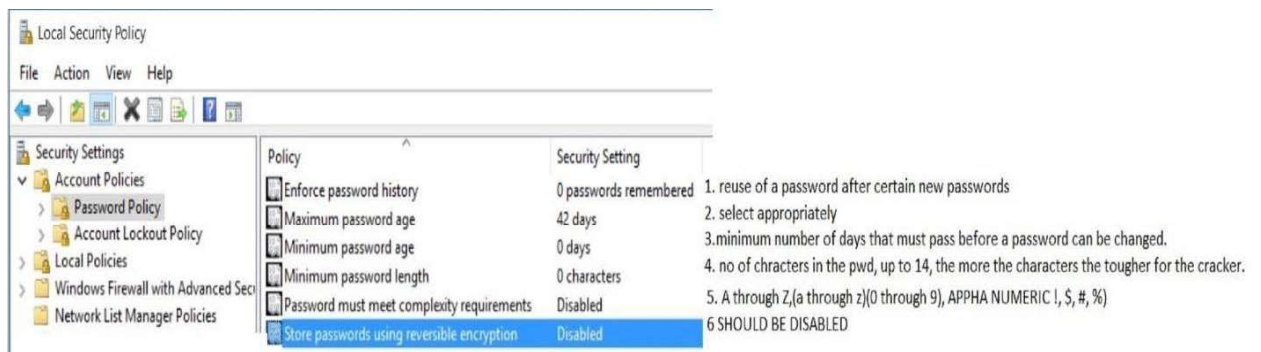 Local Security Policy
File Action View Help
Security Settings
Account Policies
Password Policy
Account Lockout Policy
Local Policies
Windows Firewall with Advanced Secu
Network List Manager Policies
Policy Security Setting
Enforce password history 0 passwords remembered
Maximum password age 42 days
Minimum password age 0 days
Minimum password length 0 characters
Password must meet complexity requirements Disabled
Store passwords using reversible encryption Disabled
1. reuse of a password after certain new passwords
2. select appropriately
3.minimum number of days that must pass before a password can be changed.
4. no of chracters in the pwd, up to 14, the more the characters the tougher for the cracker.
5. A through Z,(a through z)(0 through 9), APPHA NUMERIC !, $, #, %)
6 SHOULD BE DISABLED